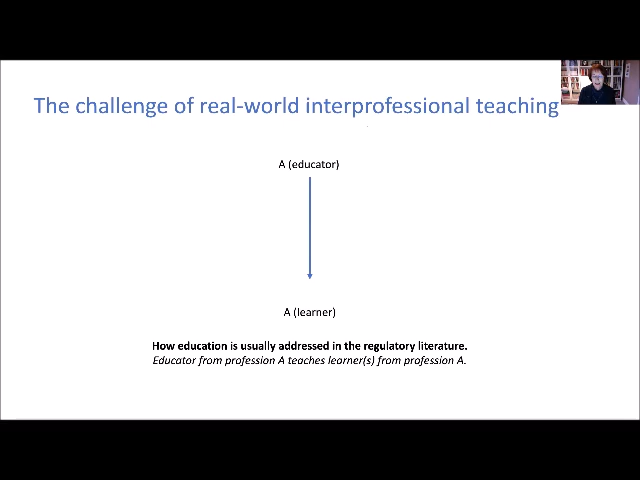 The challenge of real-world interprofessional teaching
A (educator)
A (learner)
How education is usually addressed in the regulatory literature.
Educator from profession A teaches learner(s) from profession A.